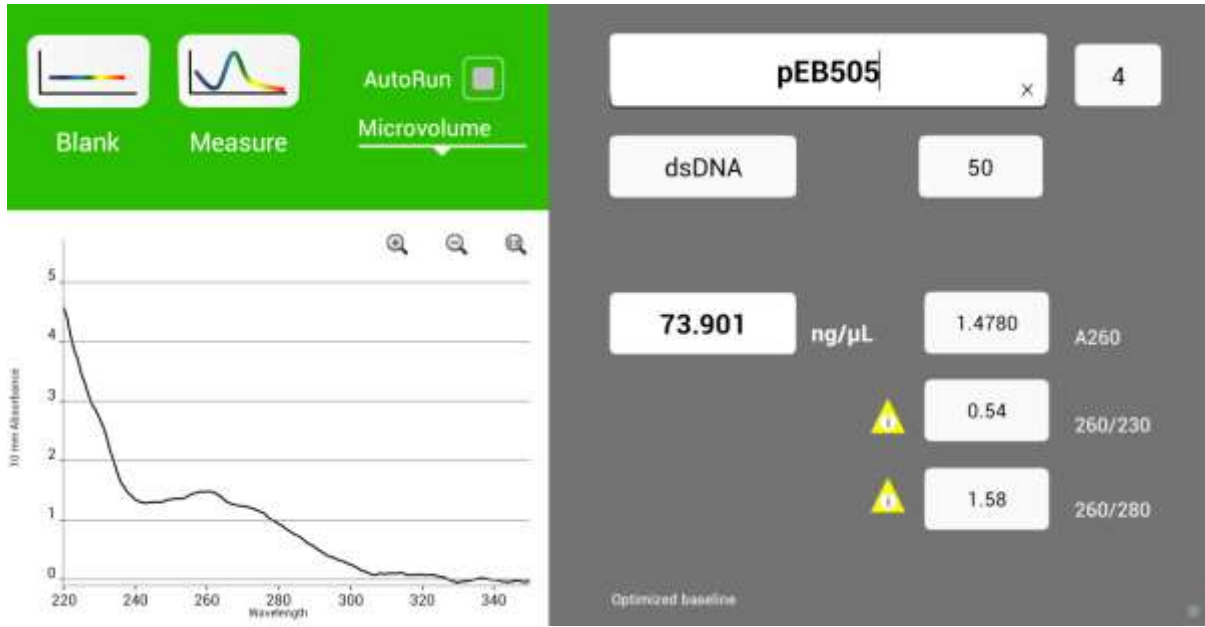 Blank
Measure
AutoRun
Microvolume
pEB505
×
4
dsDNA
50
73.901 ng/µL
1.4780 A260
0.54 260/230
1.58 260/280
Optimized baseline
10 mm Absorbance
5
4
3
2
1
0
220 240 260 280 300 320 340
Wavelength